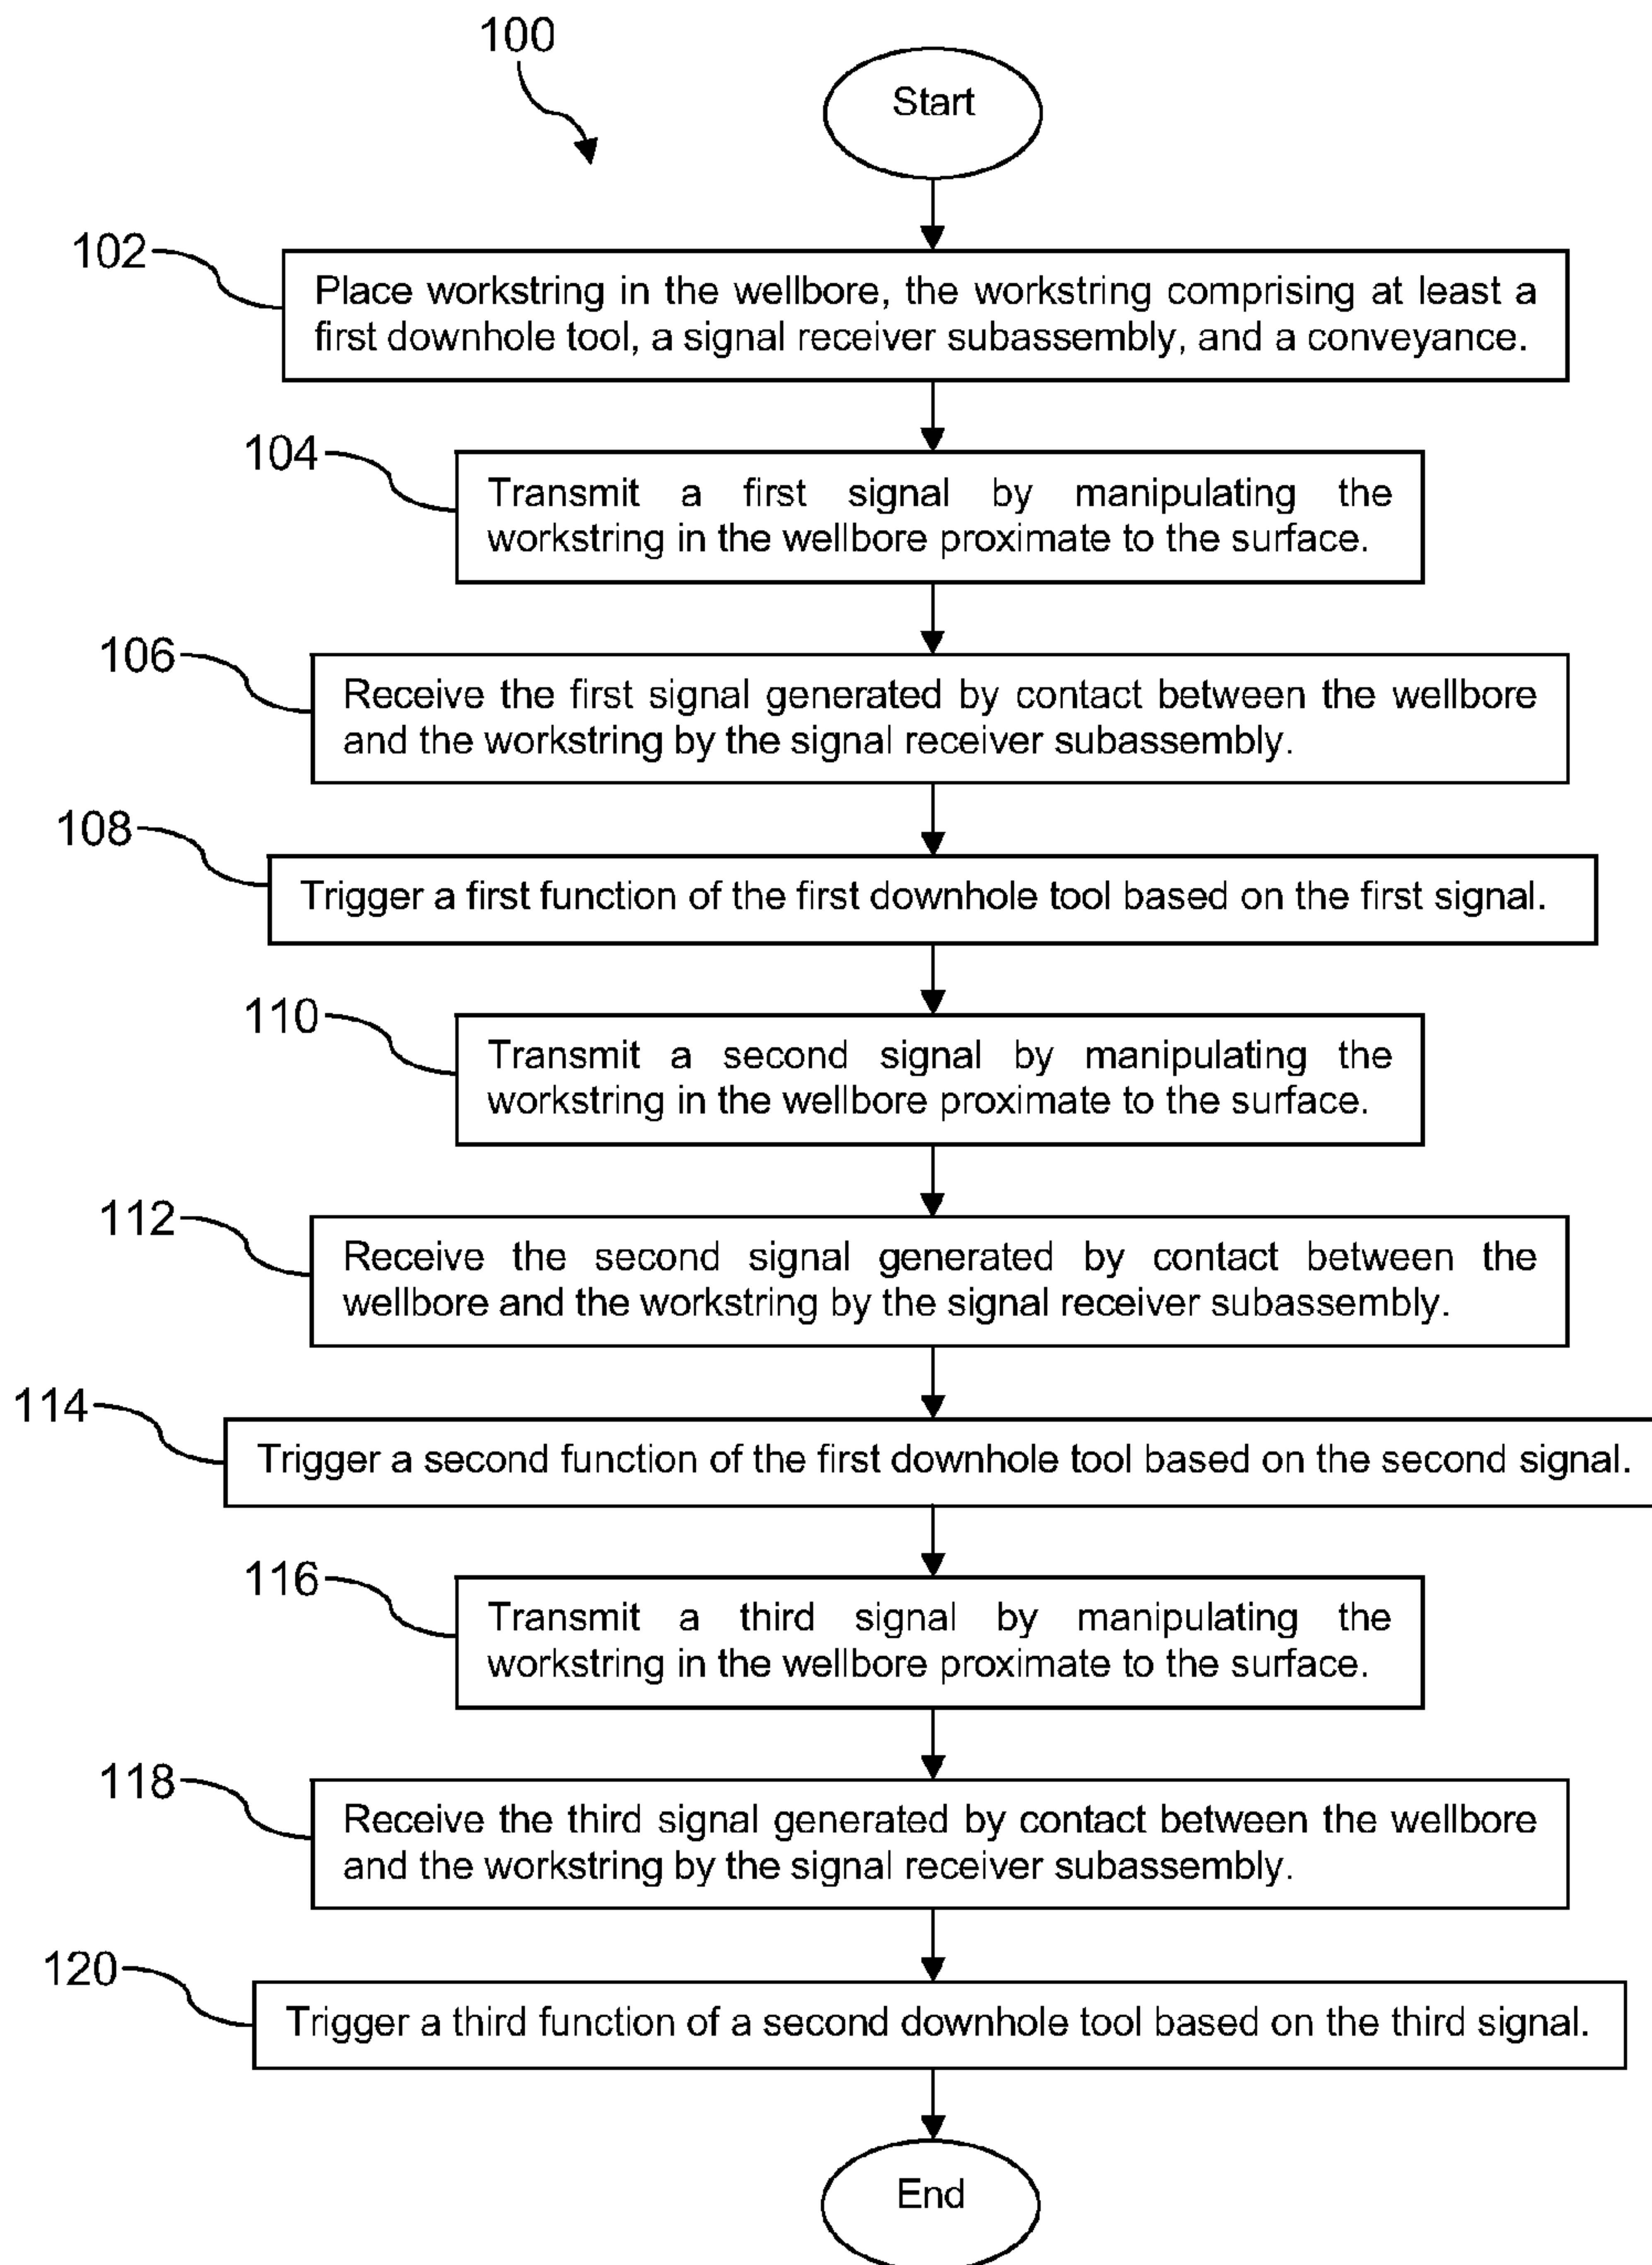 100
Start
102
Place workstring in the wellbore, the workstring comprising at least a
first downhole tool, a signal receiver subassembly, and a conveyance.
104
Transmit a first signal by manipulating the
workstring in the wellbore proximate to the surface.
106
Receive the first signal generated by contact between the wellbore
and the workstring by the signal receiver subassembly.
108
Trigger a first function of the first downhole tool based on the first signal.
110
Transmit a second signal by manipulating the
workstring in the wellbore proximate to the surface.
112
Receive the second signal generated by contact between the
wellbore and the workstring by the signal receiver subassembly.
114
Trigger a second function of the first downhole tool based on the second signal.
116
Transmit a third signal by manipulating the
workstring in the wellbore proximate to the surface.
118
Receive the third signal generated by contact between the wellbore
and the workstring by the signal receiver subassembly.
120
Trigger a third function of a second downhole tool based on the third signal.
End